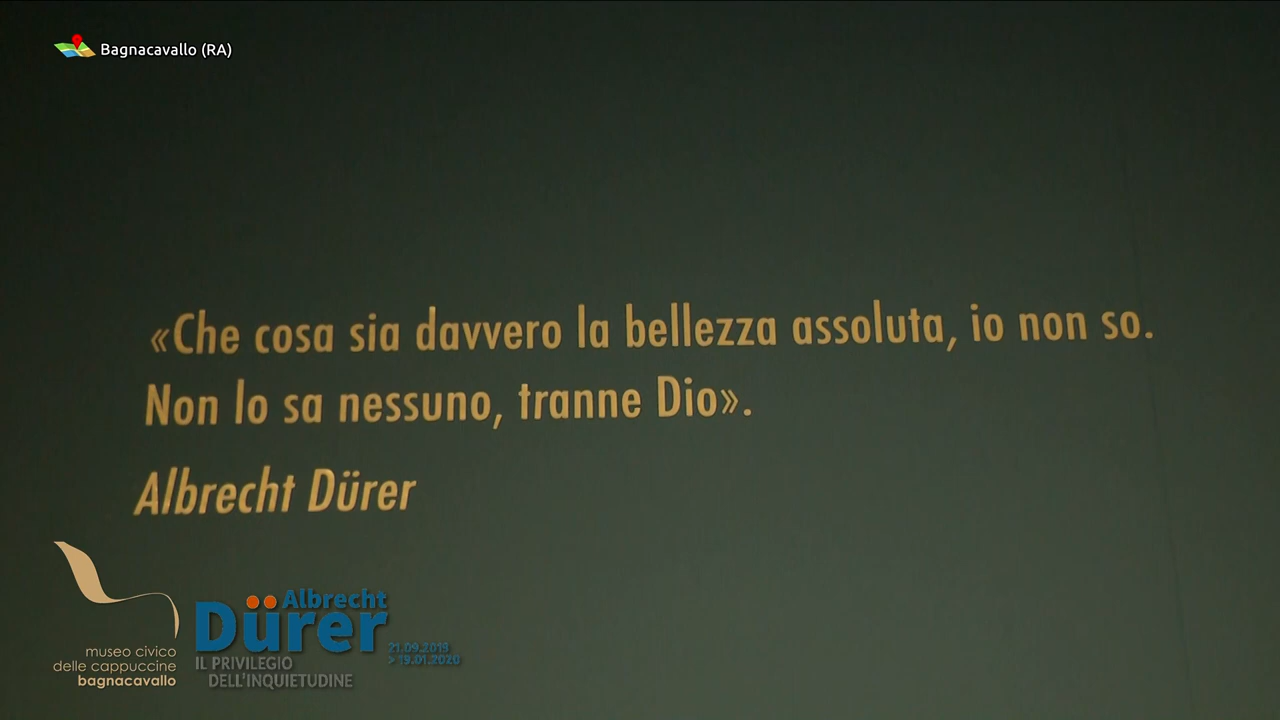 Bagnacavallo (RA)
«Che cosa sia davvero la bellezza assoluta, io non so.
Non lo sa nessuno, tranne Dio».
Albrecht Dürer
museo civico
delle cappuccine
bagnacavallo
Albrecht
Dürer
21.09.2019
> 19.01.2020
IL PRIVILEGIO
DELL'INQUIETUDINE